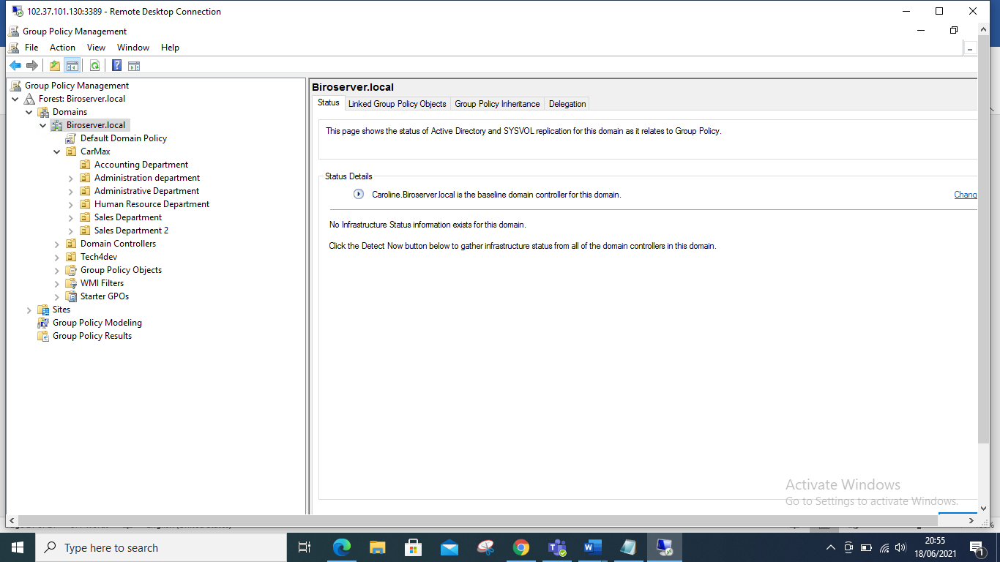 102.37.101.130:3389 - Remote Desktop Connection
Group Policy Management
File Action View Window Help
Group Policy Management
Forest: Biroserver.local
Domains
Biroserver.local
Default Domain Policy
CarMax
Accounting Department
Administration department
Administrative Department
Human Resource Department
Sales Department
Sales Department 2
Domain Controllers
Tech4dev
Group Policy Objects
WMI Filters
Starter GPOs
Sites
Group Policy Modeling
Group Policy Results
Biroserver.local
Status Linked Group Policy Objects Group Policy Inheritance Delegation
This page shows the status of Active Directory and SYSVOL replication for this domain as it relates to Group Policy.
Status Details
Caroline.Biroserver.local is the baseline domain controller for this domain. Chang
No Infrastructure Status information exists for this domain.
Click the Detect Now button below to gather infrastructure status from all of the domain controllers in this domain.
Activate Windows
Go to Settings to activate Windows.
Type here to search
20:55
18/06/2021
1